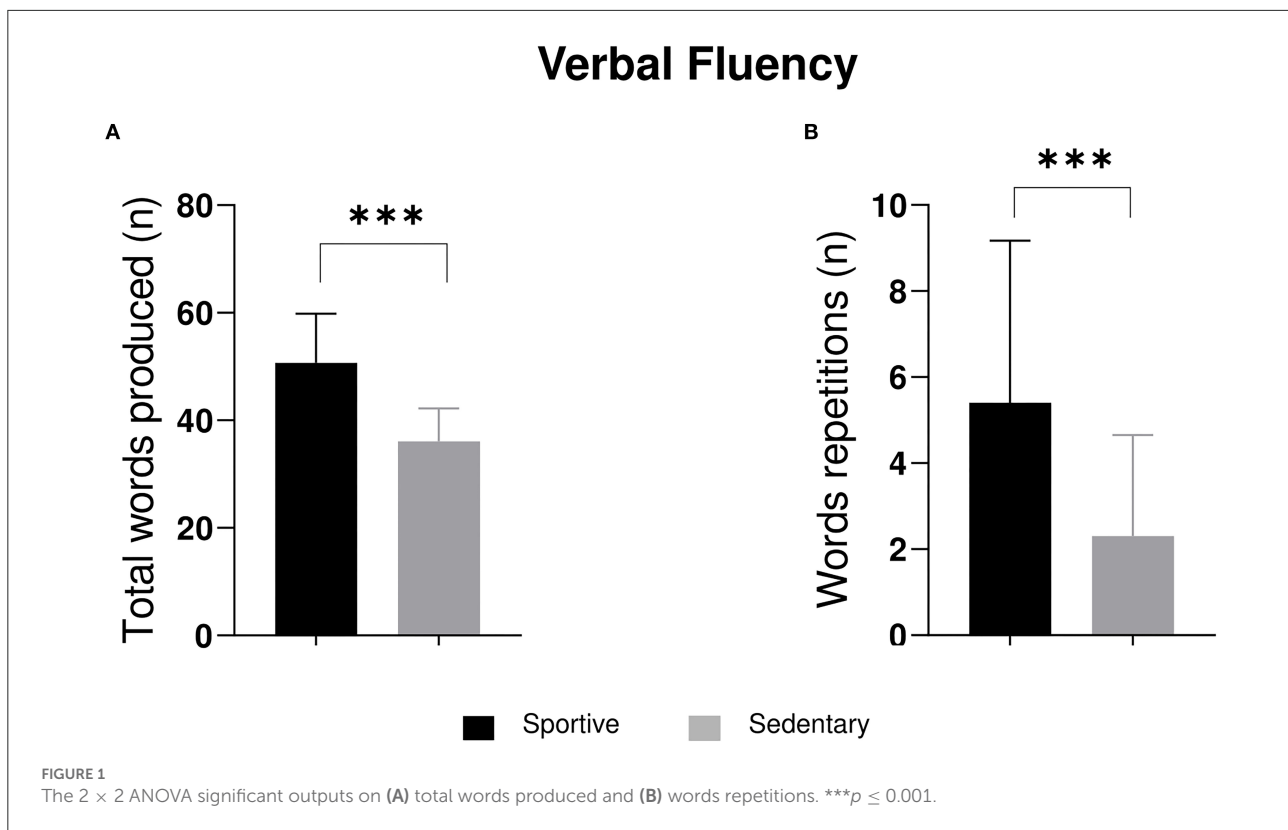 Verbal Fluency
A
Total words produced (n)
80
60
40
20
0
***
B
Words repetitions (n)
10
8
6
4
2
0
***
Sportive
Sedentary
FIGURE 1
The 2 × 2 ANOVA significant outputs on (A) total words produced and (B) words repetitions. ***p ≤ 0.001.